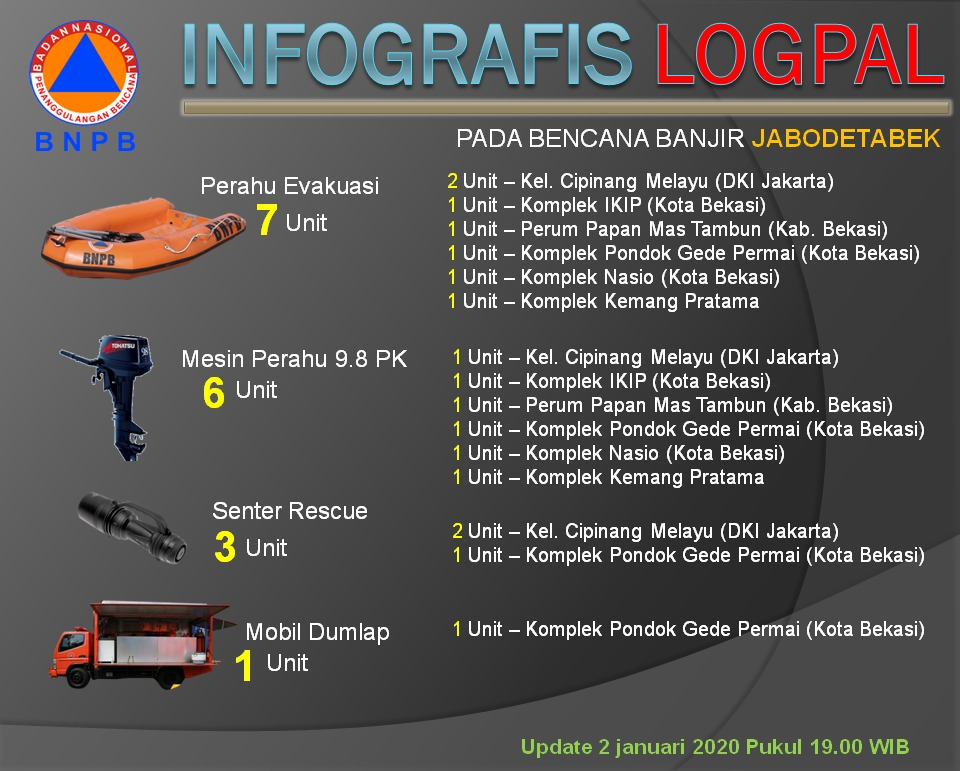 INFOGRAFIS LOGPAL
BADAN NASIONAL PENANGGULANGAN BENCANA
BNPB
PADA BENCANA BANJIR JABODETABEK
Perahu Evakuasi
7 Unit
BNPB
BNPB
2 Unit – Kel. Cipinang Melayu (DKI Jakarta)
1 Unit – Komplek IKIP (Kota Bekasi)
1 Unit – Perum Papan Mas Tambun (Kab. Bekasi)
1 Unit – Komplek Pondok Gede Permai (Kota Bekasi)
1 Unit – Komplek Nasio (Kota Bekasi)
1 Unit – Komplek Kemang Pratama
TOHATSU
9.8
Mesin Perahu 9.8 PK
6 Unit
1 Unit – Kel. Cipinang Melayu (DKI Jakarta)
1 Unit – Komplek IKIP (Kota Bekasi)
1 Unit – Perum Papan Mas Tambun (Kab. Bekasi)
1 Unit – Komplek Pondok Gede Permai (Kota Bekasi)
1 Unit – Komplek Nasio (Kota Bekasi)
1 Unit – Komplek Kemang Pratama
Senter Rescue
3 Unit
2 Unit – Kel. Cipinang Melayu (DKI Jakarta)
1 Unit – Komplek Pondok Gede Permai (Kota Bekasi)
Mobil Dumlap
1 Unit
1 Unit – Komplek Pondok Gede Permai (Kota Bekasi)
Update 2 januari 2020 Pukul 19.00 WIB